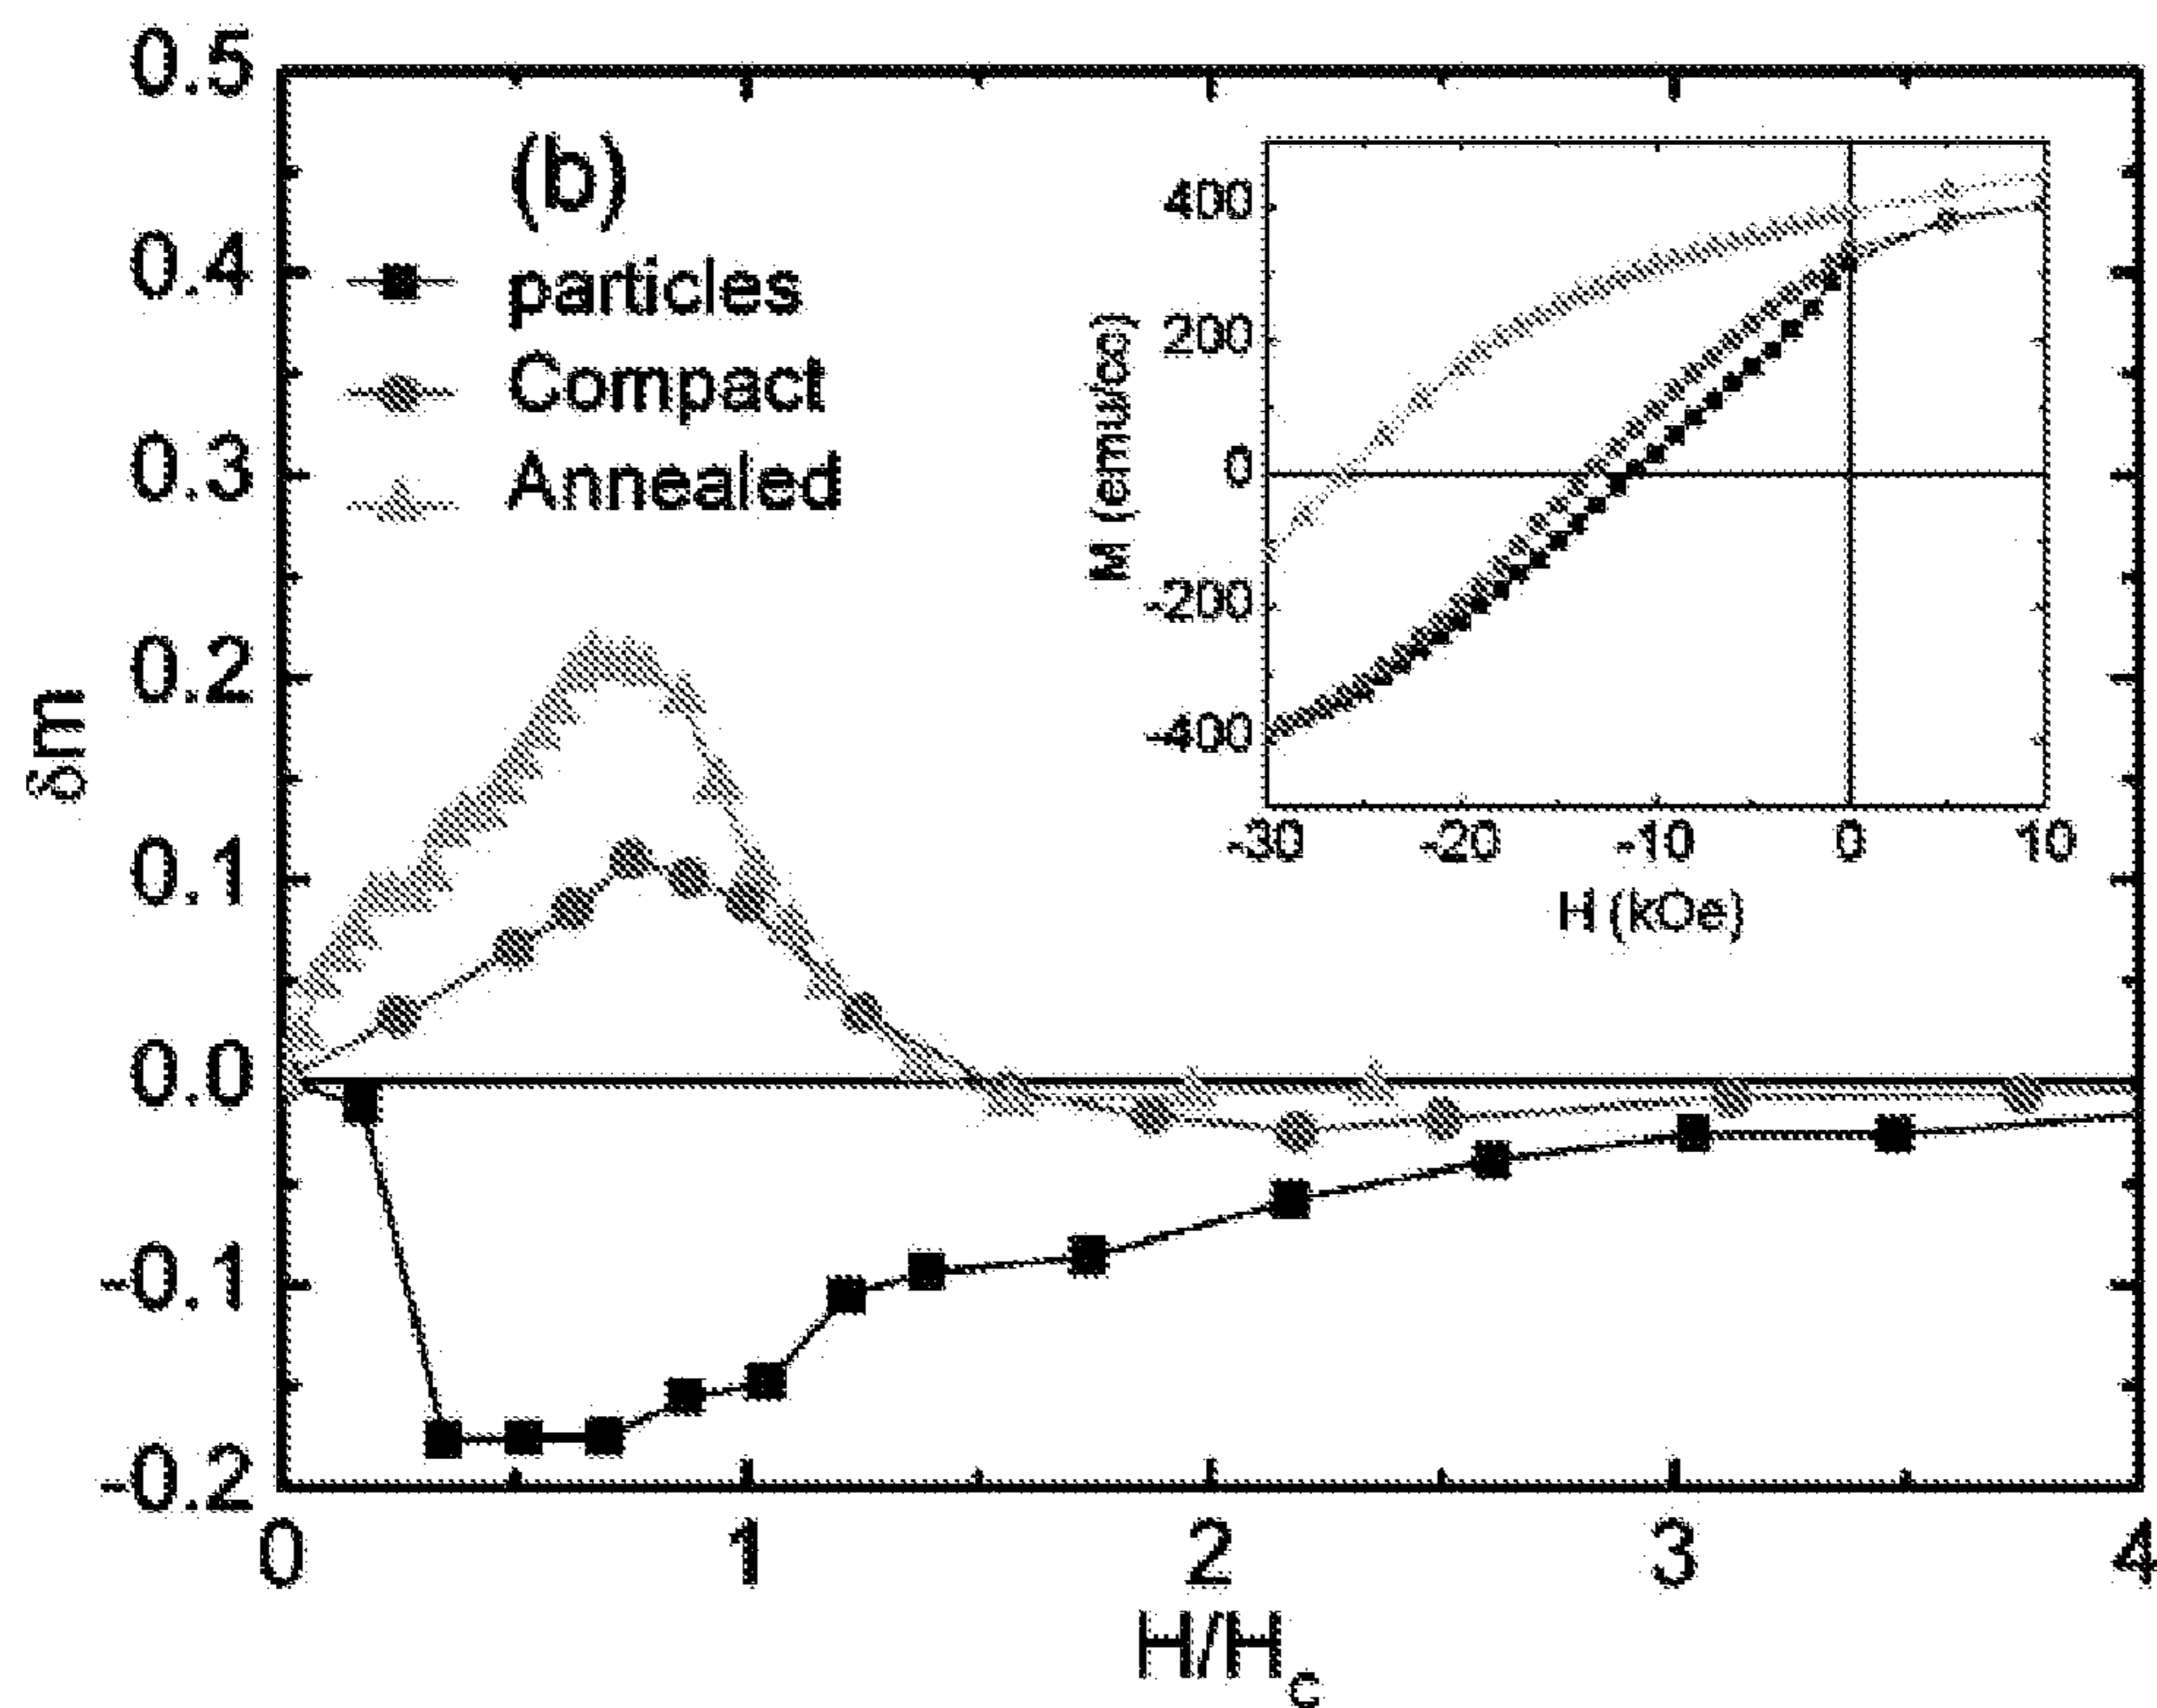 (b)
particles
Compact
Annealed
0.5
0.4
0.3
0.2
0.1
0.0
-0.1
-0.2
δm
0 1 2 3 4
H/Hc
400
200
0
-200
-400
M (emu/cc)
-30 -20 -10 0 10
H (kOe)